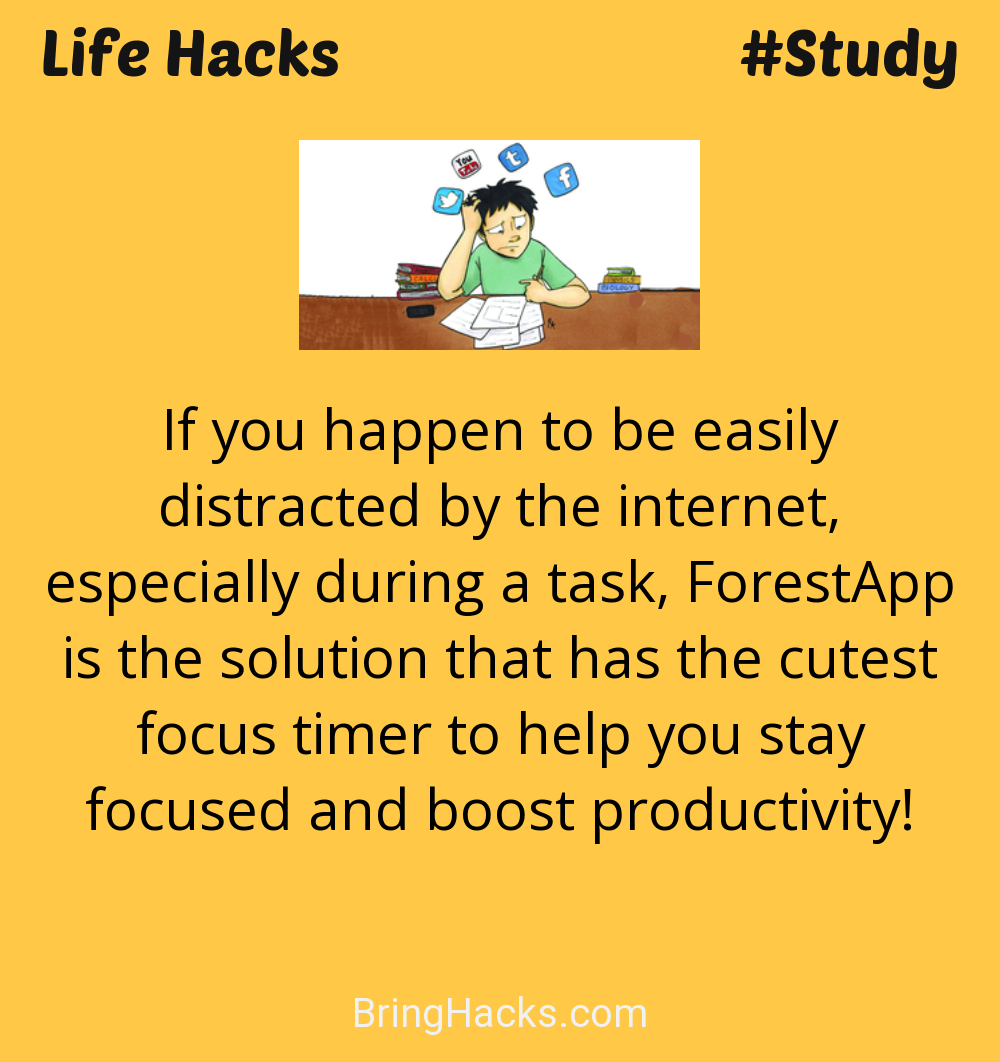 Life Hacks #Study
You
t
f
BIOLOGY
If you happen to be easily
distracted by the internet,
especially during a task, ForestApp
is the solution that has the cutest
focus timer to help you stay
focused and boost productivity!
BringHacks.com